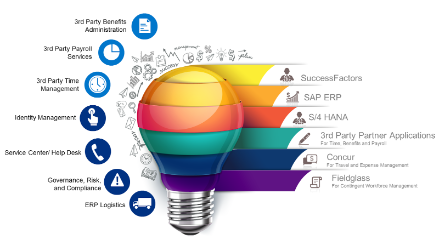 3rd Party Benefits
Administration
3rd Party Payroll
Services
3rd Party Time
Management
Identity Management
Service Center/ Help Desk
Governance, Risk,
and Compliance
ERP Logistics
SuccessFactors
SAP ERP
S/4 HANA
3rd Party Partner Applications
For Time, Benefits and Payroll
Concur
For Travel and Expense Management
Fieldglass
For Contingent Workforce Management